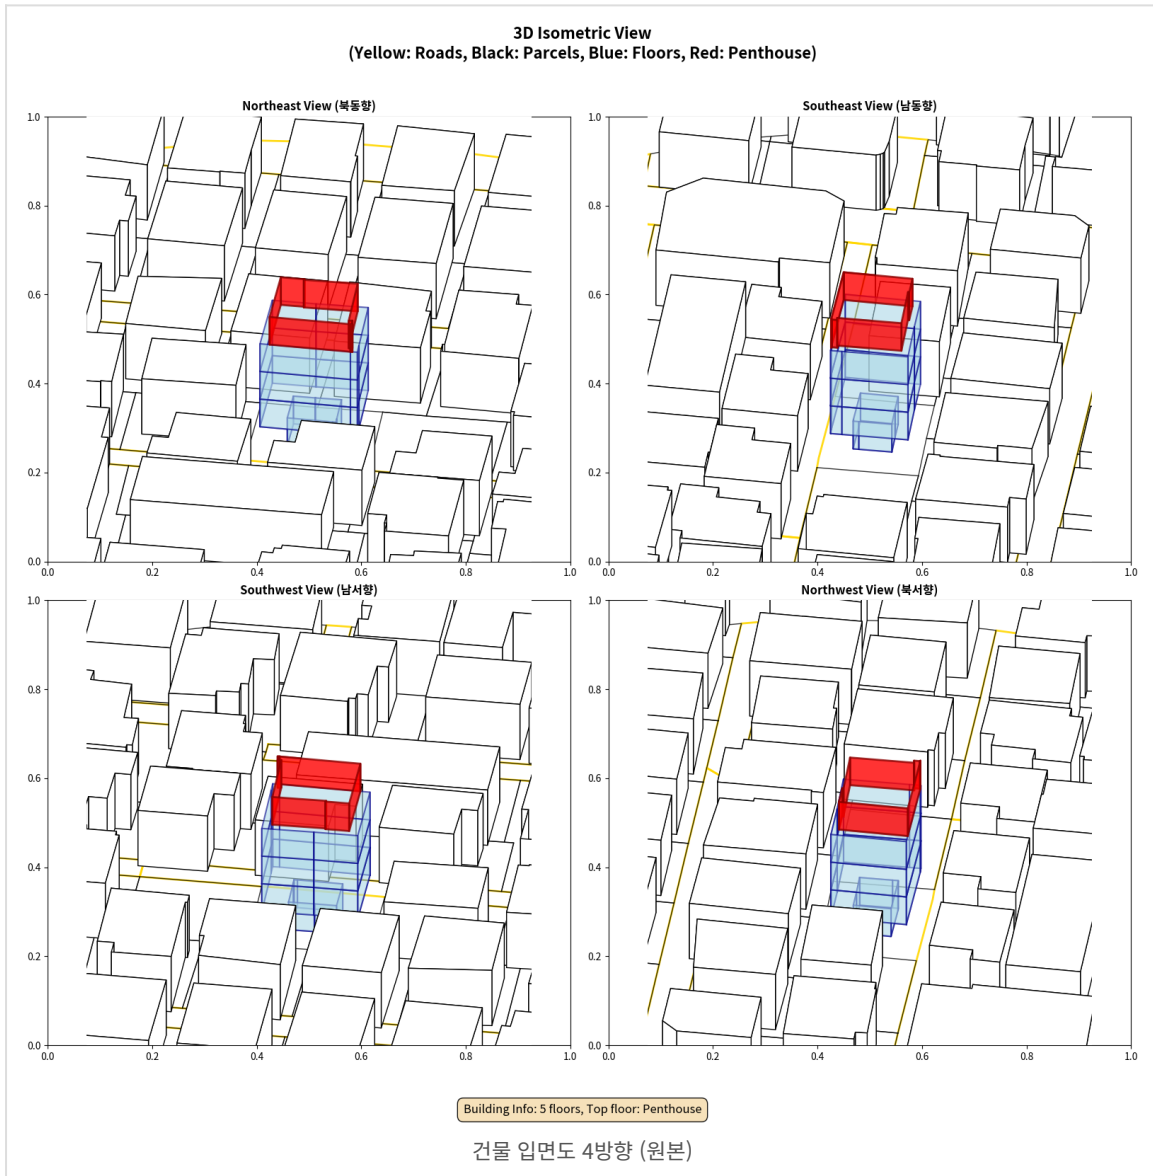 3D Isometric View
(Yellow: Roads, Black: Parcels, Blue: Floors, Red: Penthouse)
Northeast View (북동향)
1.0
0.8
0.6
0.4
0.2
0.0
0.0 0.2 0.4 0.6 0.8 1.0
Southeast View (남동향)
1.0
0.8
0.6
0.4
0.2
0.0
0.0 0.2 0.4 0.6 0.8 1.0
Southwest View (남서향)
1.0
0.8
0.6
0.4
0.2
0.0
0.0 0.2 0.4 0.6 0.8 1.0
Northwest View (북서향)
1.0
0.8
0.6
0.4
0.2
0.0
0.0 0.2 0.4 0.6 0.8 1.0
Building Info: 5 floors, Top floor: Penthouse
건물 입면도 4방향 (원본)